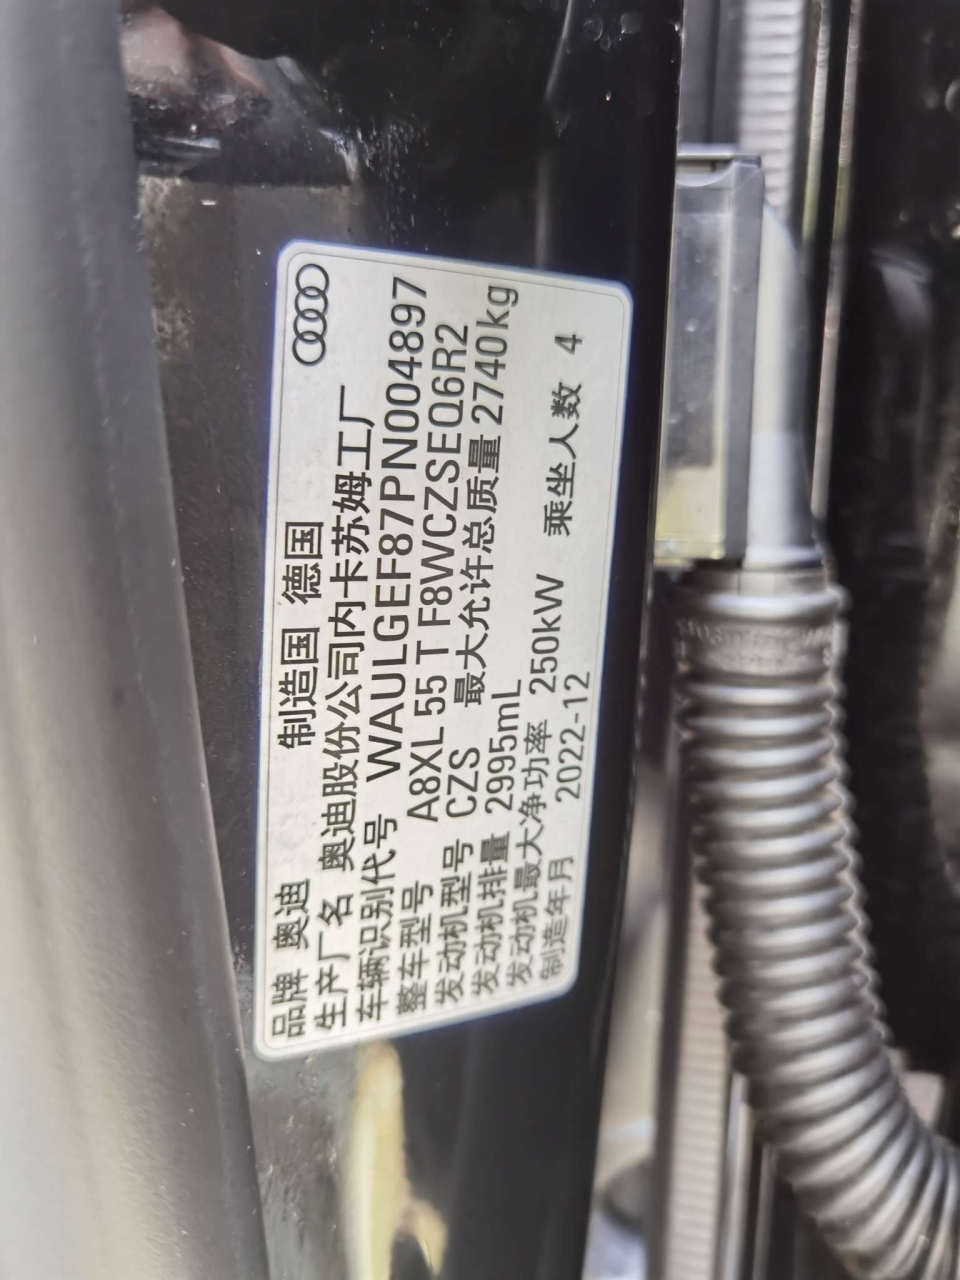 品牌 奥迪 制造国 德国
生产厂名 奥迪股份公司内卡苏姆工厂
车辆识别代号 WAULGEF87PN004897
整车型号 A8XL 55 T F8WCZSEQ6R2
发动机型号 CZS 最大允许总质量 2740kg
发动机排量 2995mL
发动机最大净功率 250kW 乘坐人数 4
制造年月 2022-12